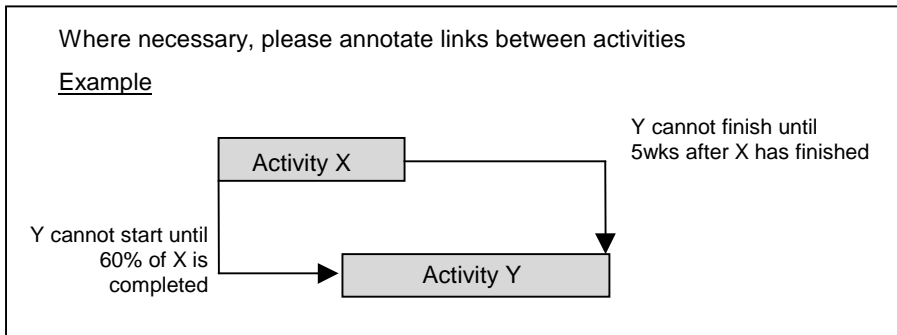 Where necessary, please annotate links between activities
Example
Y cannot finish until
5wks after X has finished
Activity X
Y cannot start until
60% of X is
completed
Activity Y